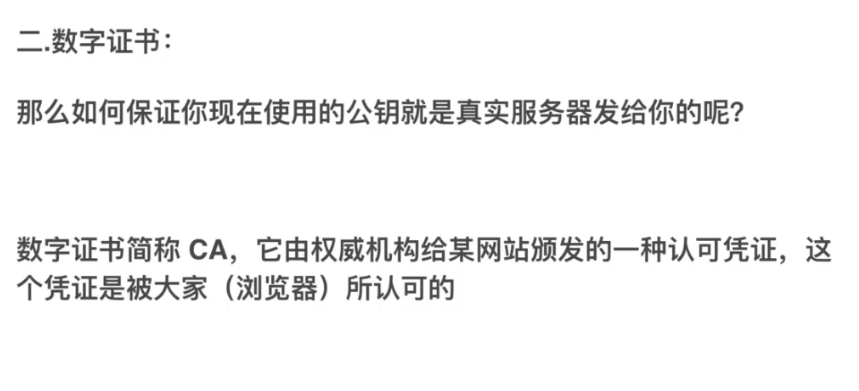 二.数字证书：
那么如何保证你现在使用的公钥就是真实服务器发给你的呢？
数字证书简称 CA，它由权威机构给某网站颁发的一种认可凭证，这
个凭证是被大家（浏览器）所认可的